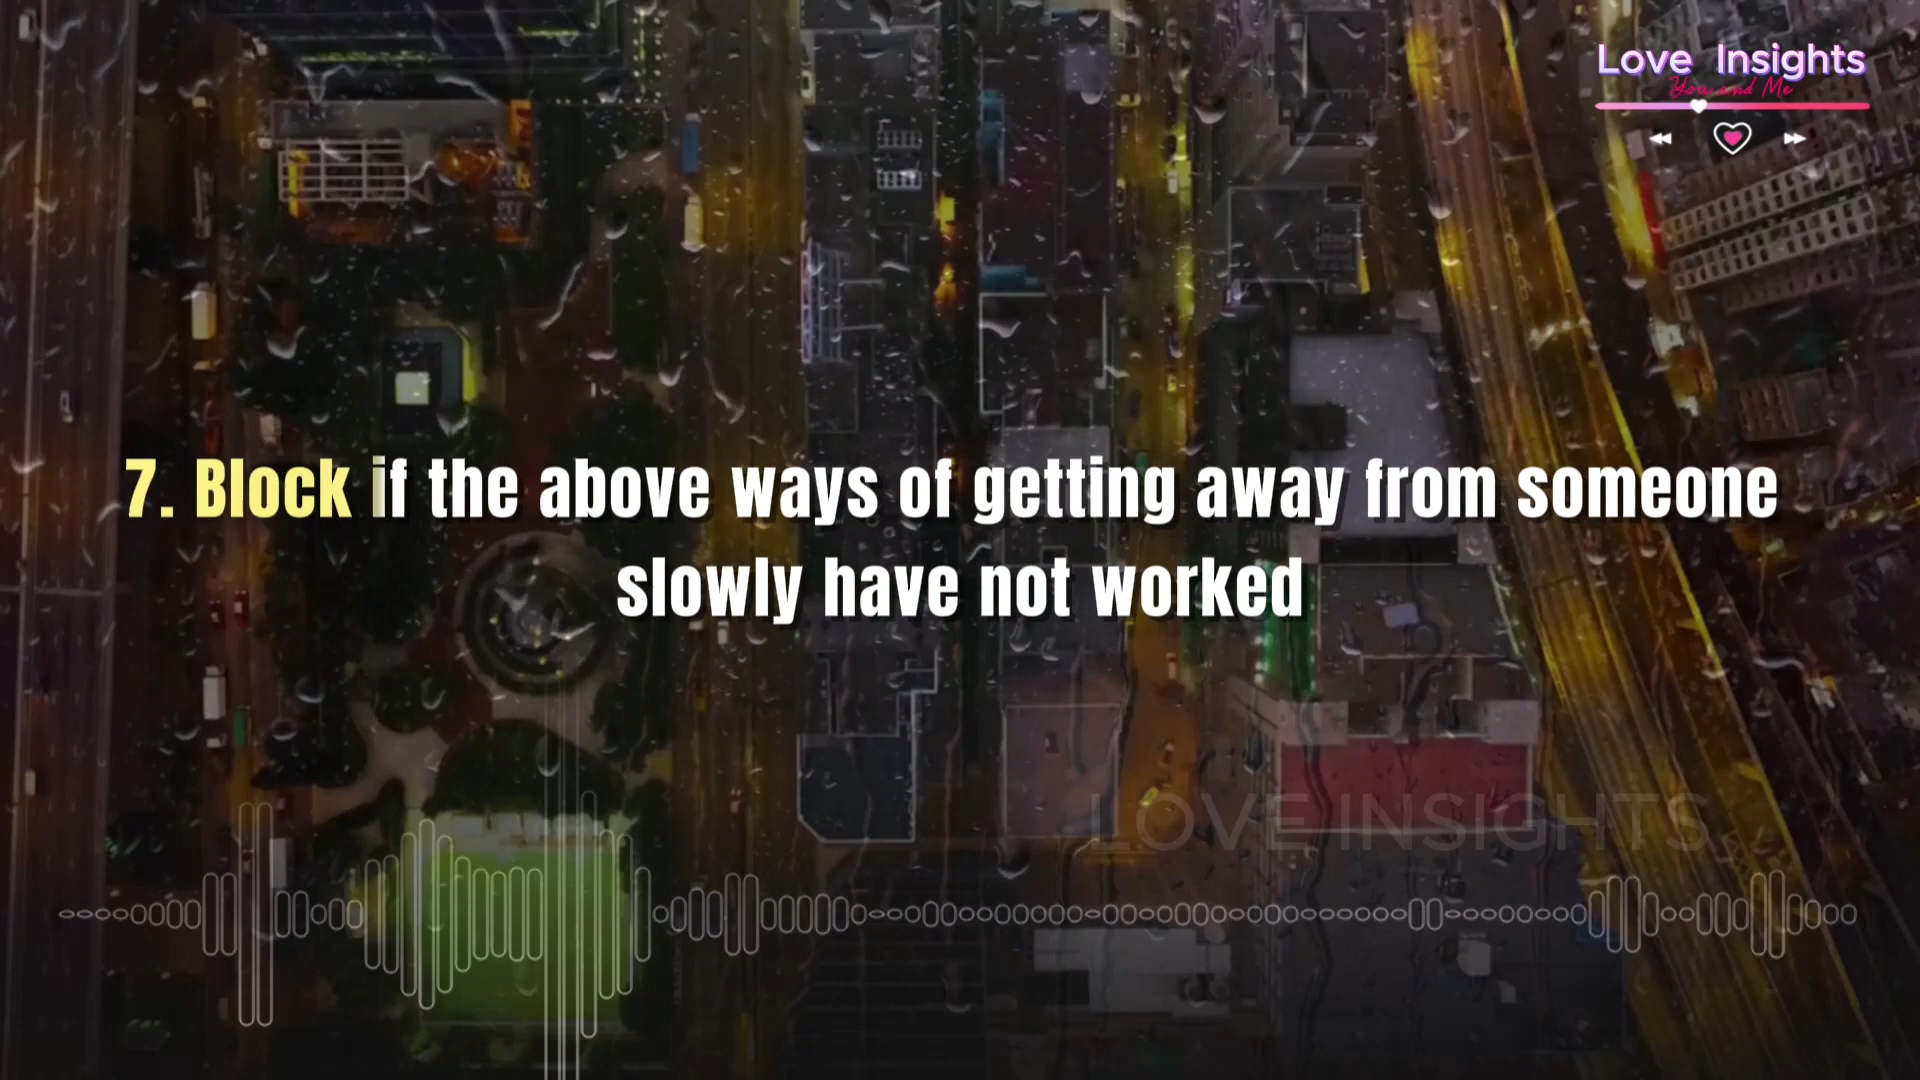 Love Insights
You and Me
7. Block if the above ways of getting away from someone
slowly have not worked
LOVE INSIGHTS